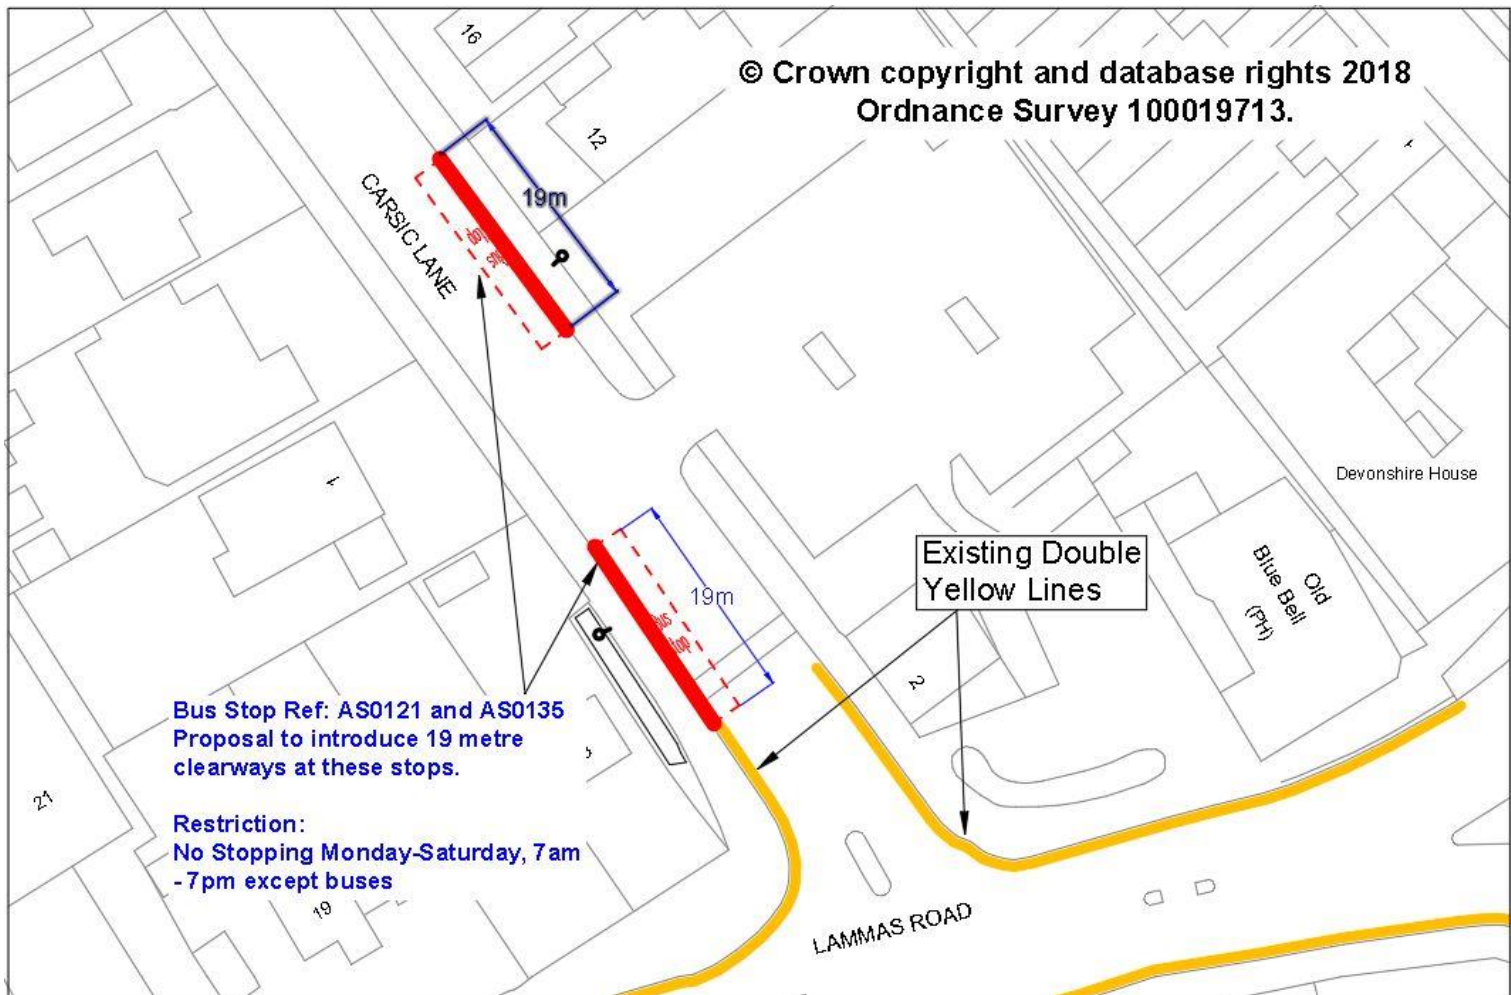 16
© Crown copyright and database rights 2018
Ordnance Survey 100019713.
12
19m
CARSIC LANE
Devonshire House
1
Existing Double
Yellow Lines
19m
Bus
Old
Blue Bell
(PH)
2
Bus Stop Ref: AS0121 and AS0135
Proposal to introduce 19 metre
clearways at these stops.
21
Restriction:
No Stopping Monday-Saturday, 7am
- 7pm except buses
19
LAMMAS ROAD